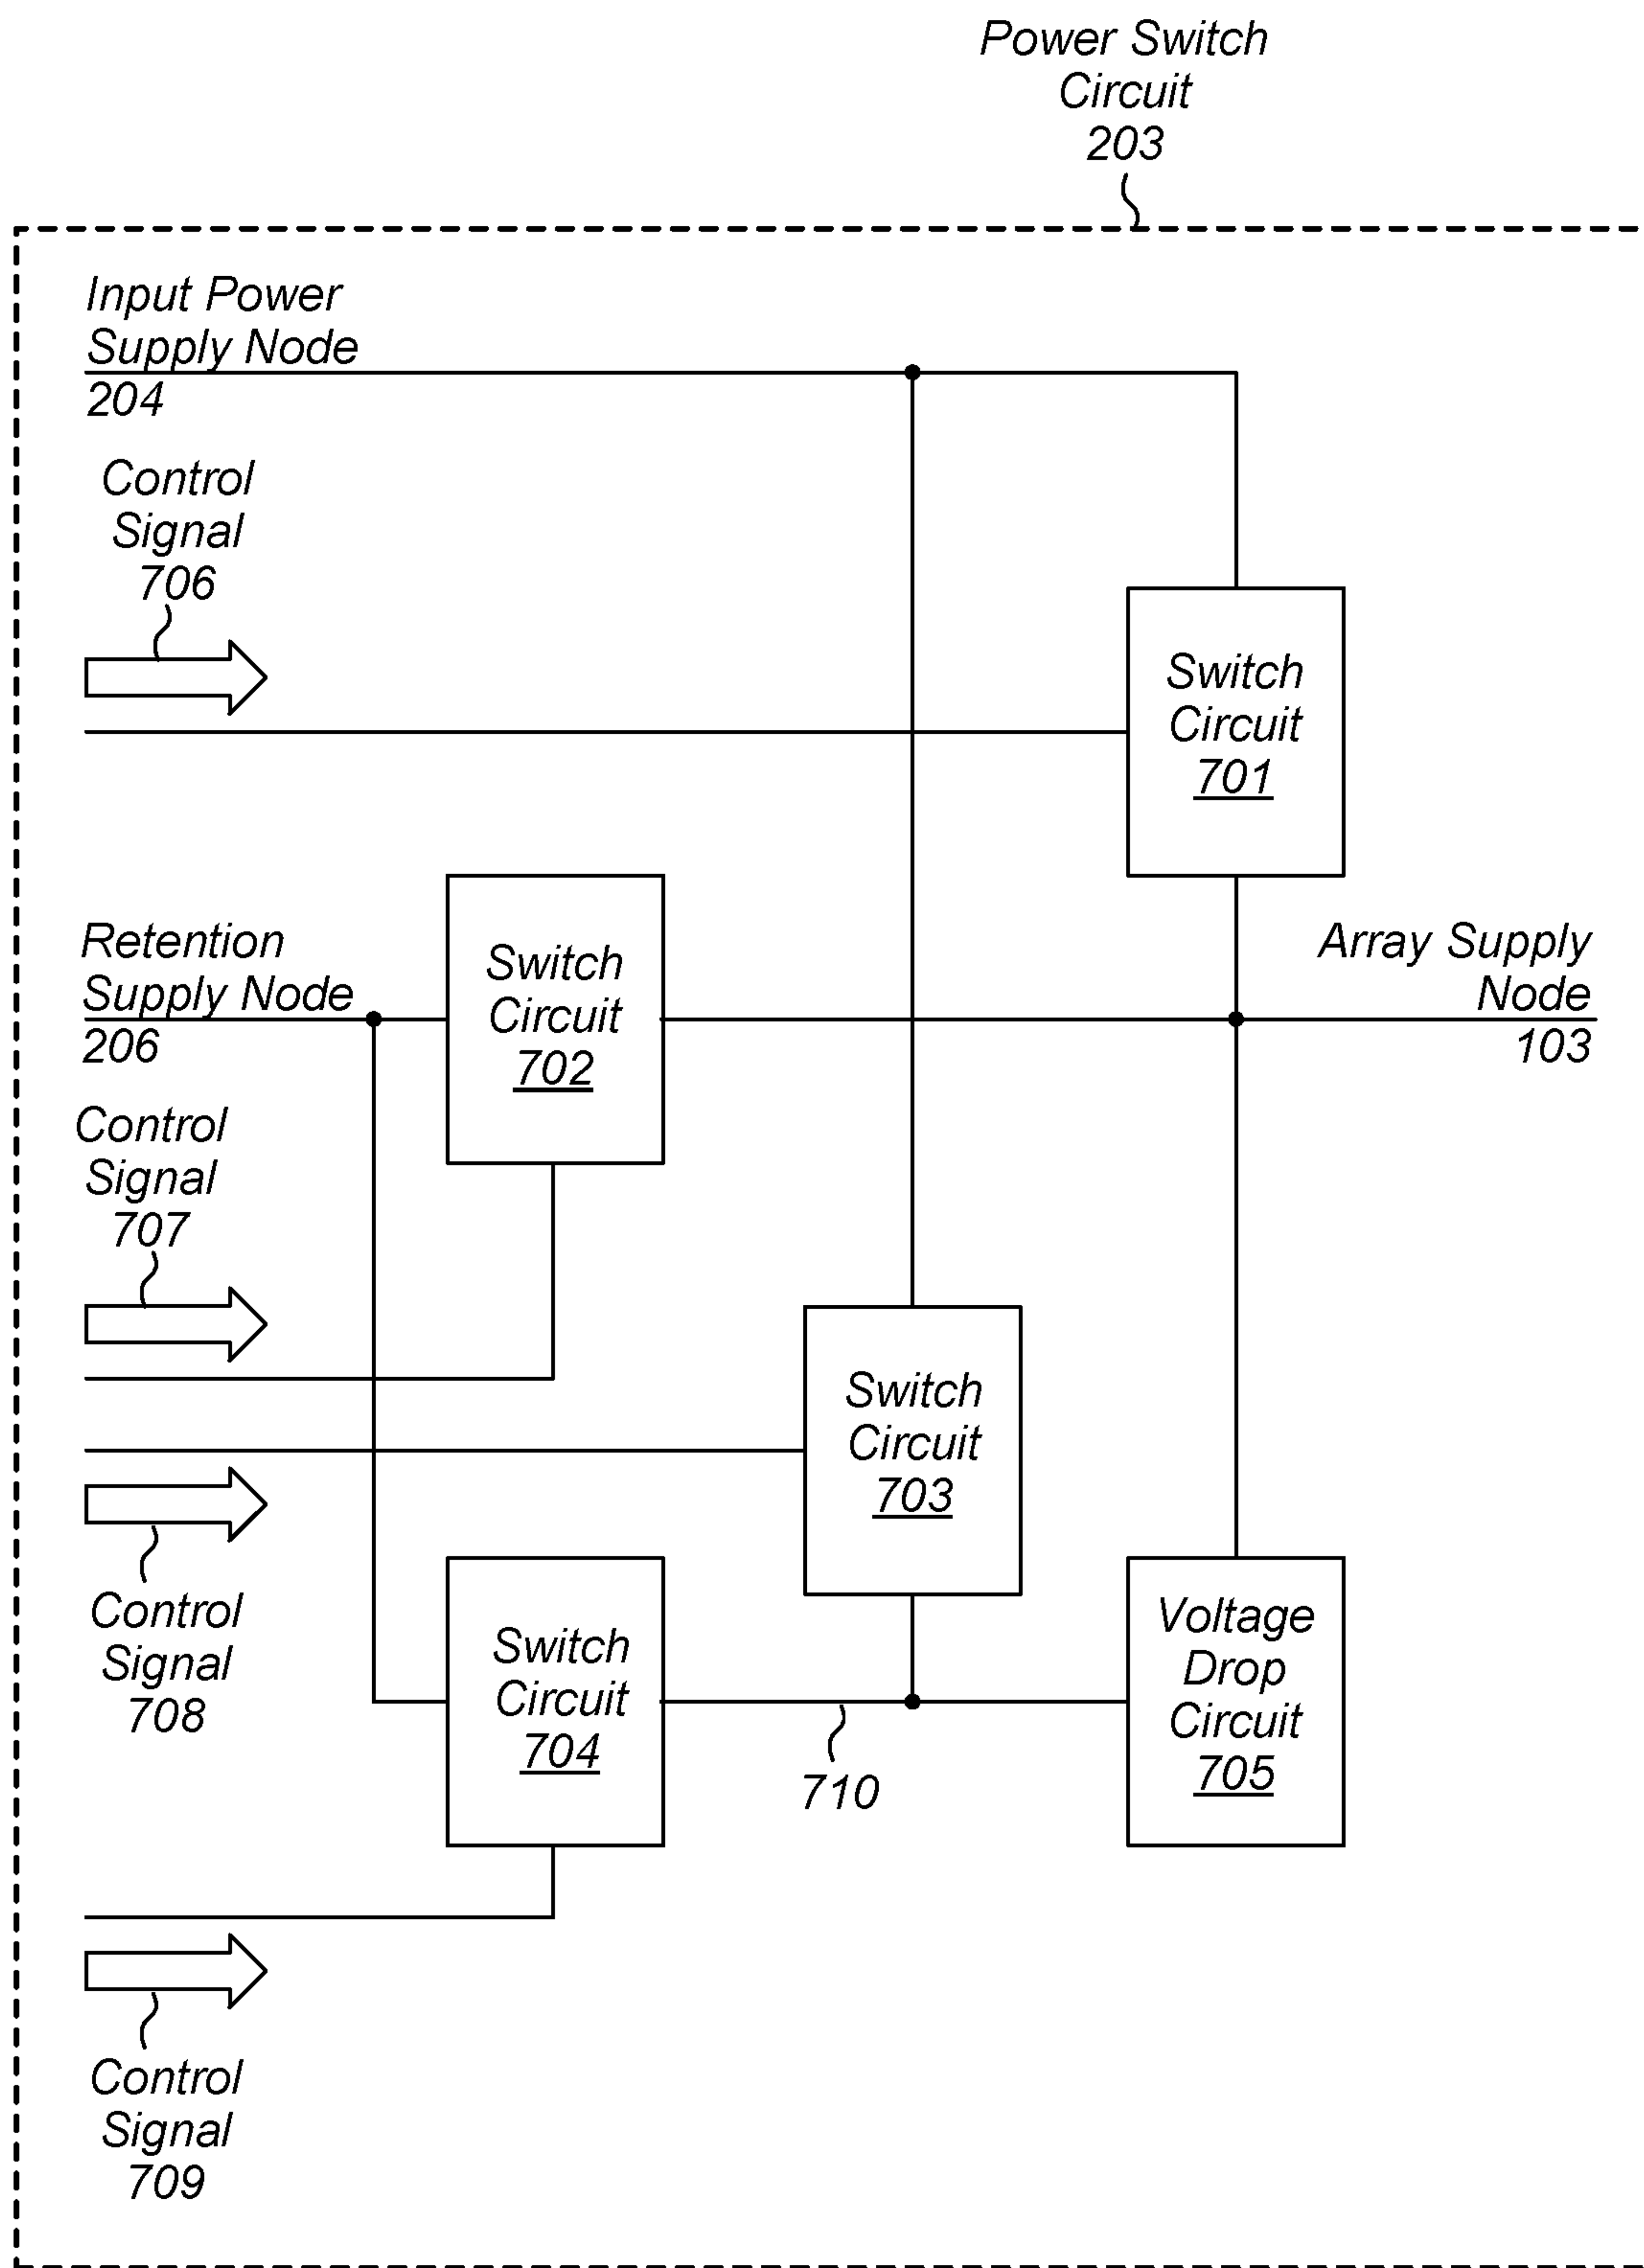 Power Switch
Circuit
203
Input Power
Supply Node
204
Control
Signal
706
Switch
Circuit
701
Retention
Supply Node
206
Switch
Circuit
702
Array Supply
Node
103
Control
Signal
707
Switch
Circuit
703
Control
Signal
708
Switch
Circuit
704
710
Voltage
Drop
Circuit
705
Control
Signal
709